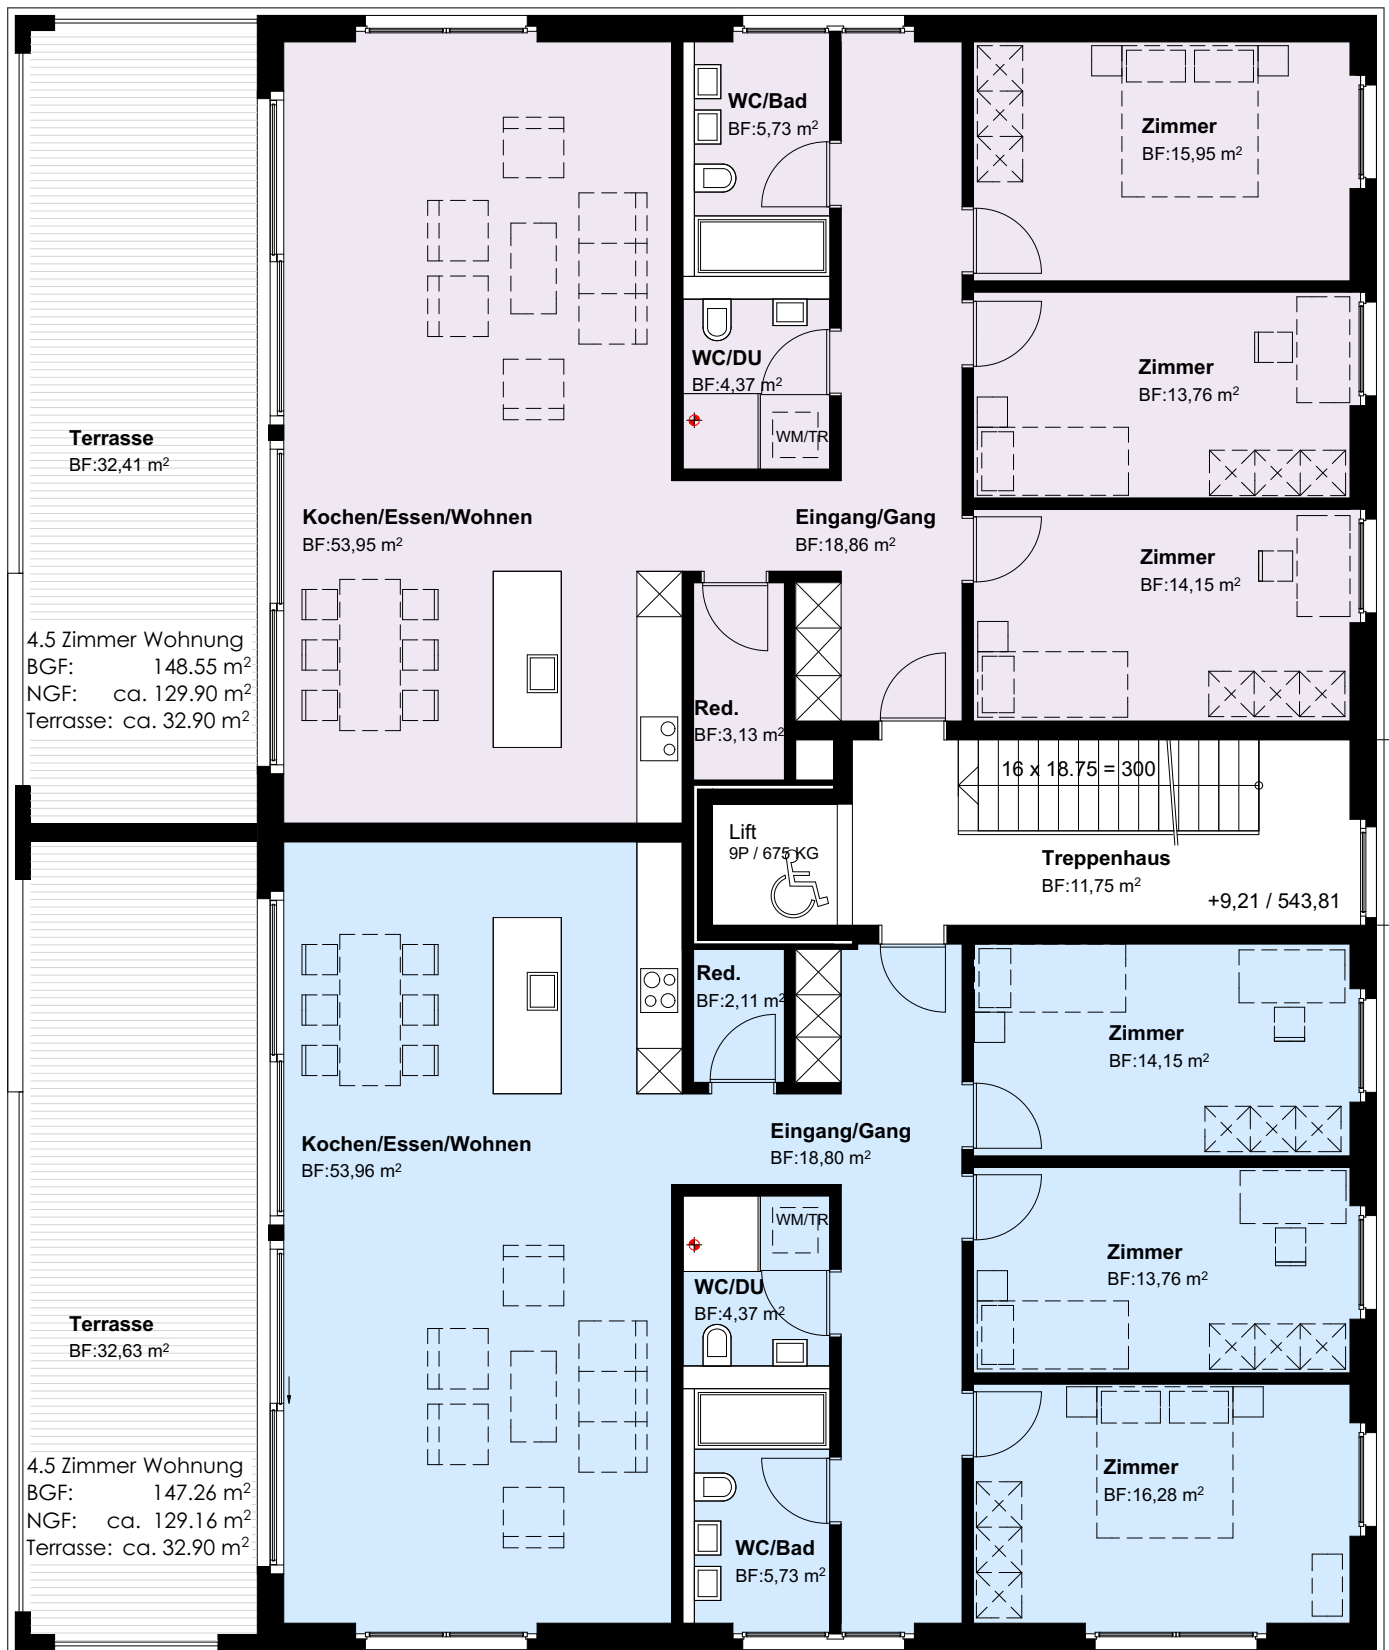 WC/Bad
BF:5,73 m²
Zimmer
BF:15,95 m²
WC/DU
BF:4,37 m²
WM/TR
Zimmer
BF:13,76 m²
Terrasse
BF:32,41 m²
Kochen/Essen/Wohnen
BF:53,95 m²
Eingang/Gang
BF:18,86 m²
Zimmer
BF:14,15 m²
4.5 Zimmer Wohnung
BGF: 148.55 m²
NGF: ca. 129.90 m²
Terrasse: ca. 32.90 m²
Red.
BF:3,13 m²
16 x 18.75 = 300
Lift
9P / 675 KG
Treppenhaus
BF:11,75 m²
+9,21 / 543,81
Red.
BF:2,11 m²
Zimmer
BF:14,15 m²
Kochen/Essen/Wohnen
BF:53,96 m²
Eingang/Gang
BF:18,80 m²
WM/TR
WC/DU
BF:4,37 m²
Zimmer
BF:13,76 m²
Terrasse
BF:32,63 m²
4.5 Zimmer Wohnung
BGF: 147.26 m²
NGF: ca. 129.16 m²
Terrasse: ca. 32.90 m²
Zimmer
BF:16,28 m²
WC/Bad
BF:5,73 m²